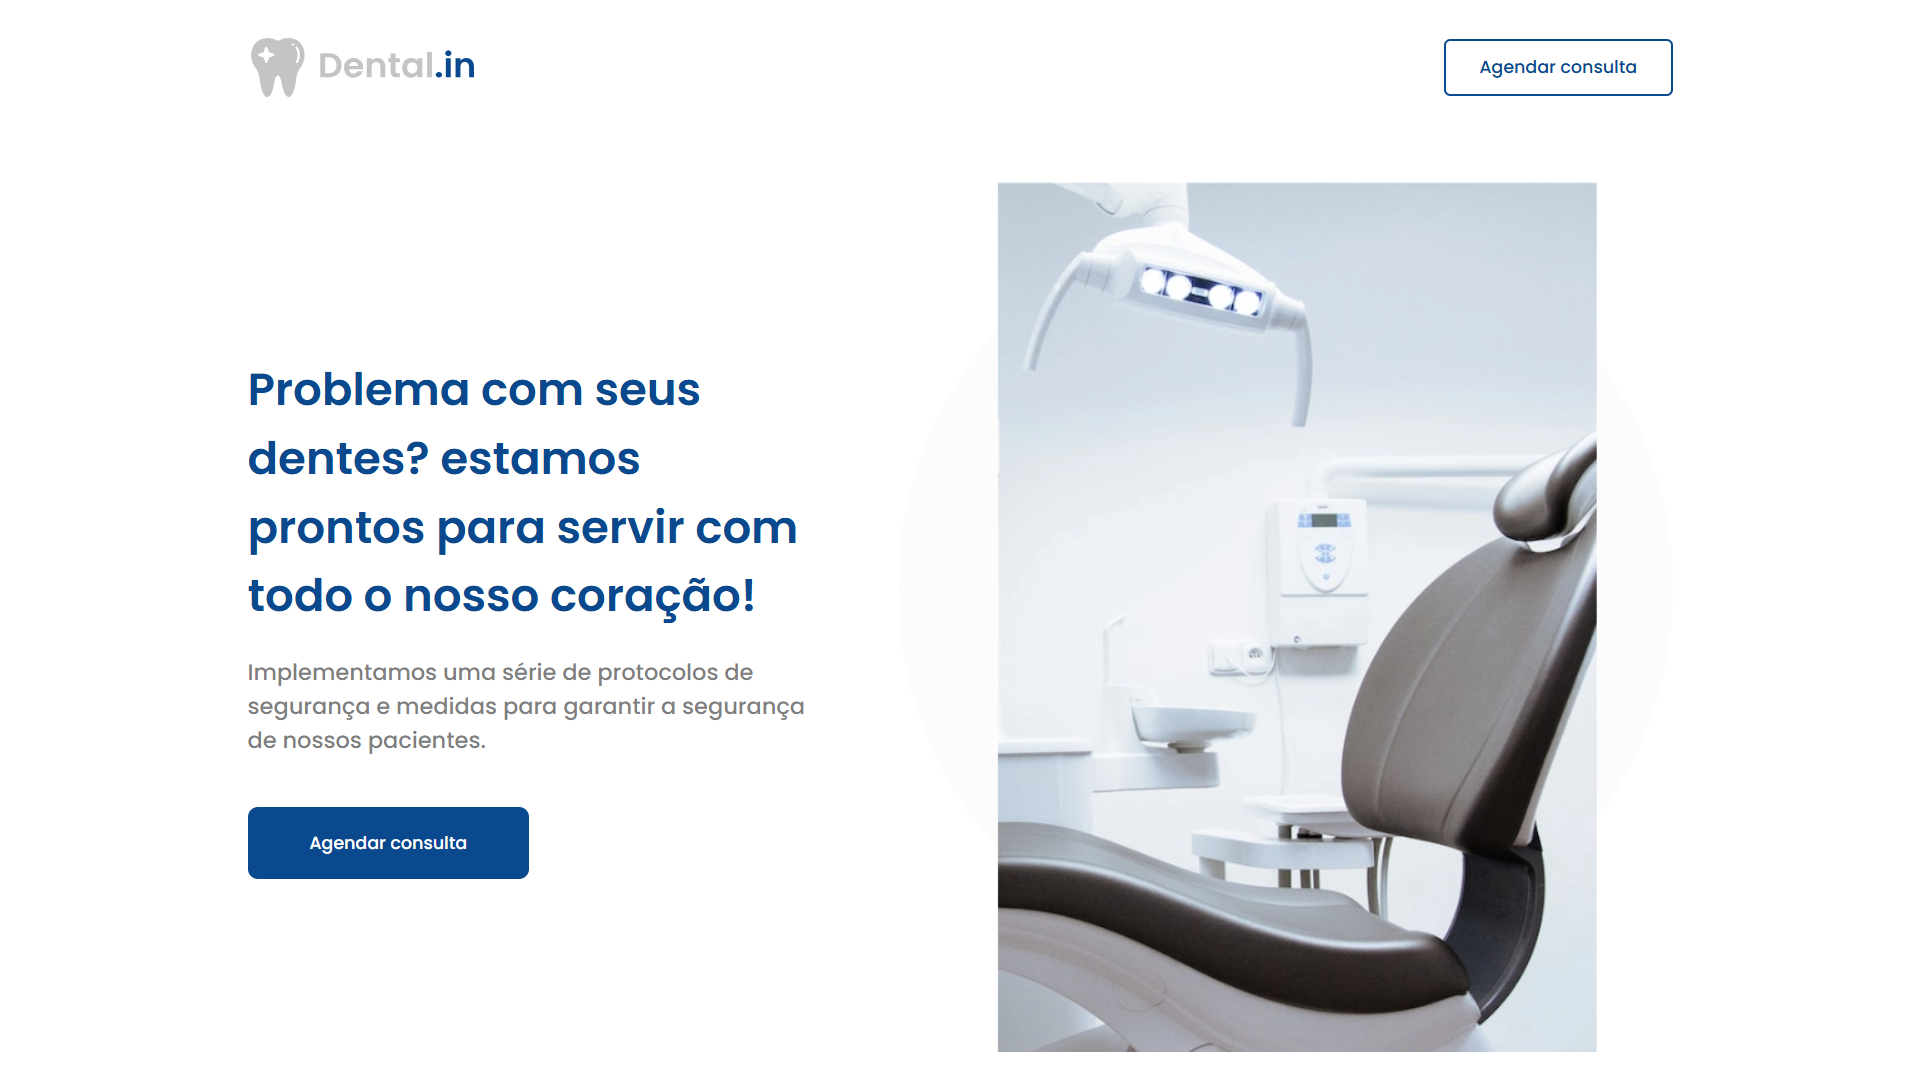 Dental.in
Agendar consulta
Problema com seus
dentes? estamos
prontos para servir com
todo o nosso coração!
Implementamos uma série de protocolos de
segurança e medidas para garantir a segurança
de nossos pacientes.
Agendar consulta